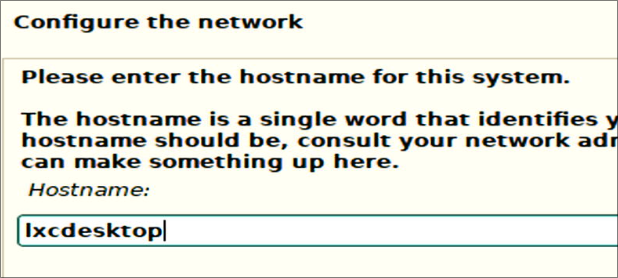 Configure the network
Please enter the hostname for this system.
The hostname is a single word that identifies
hostname should be, consult your network
can make something up here.
Hostname:
lxcdesktop